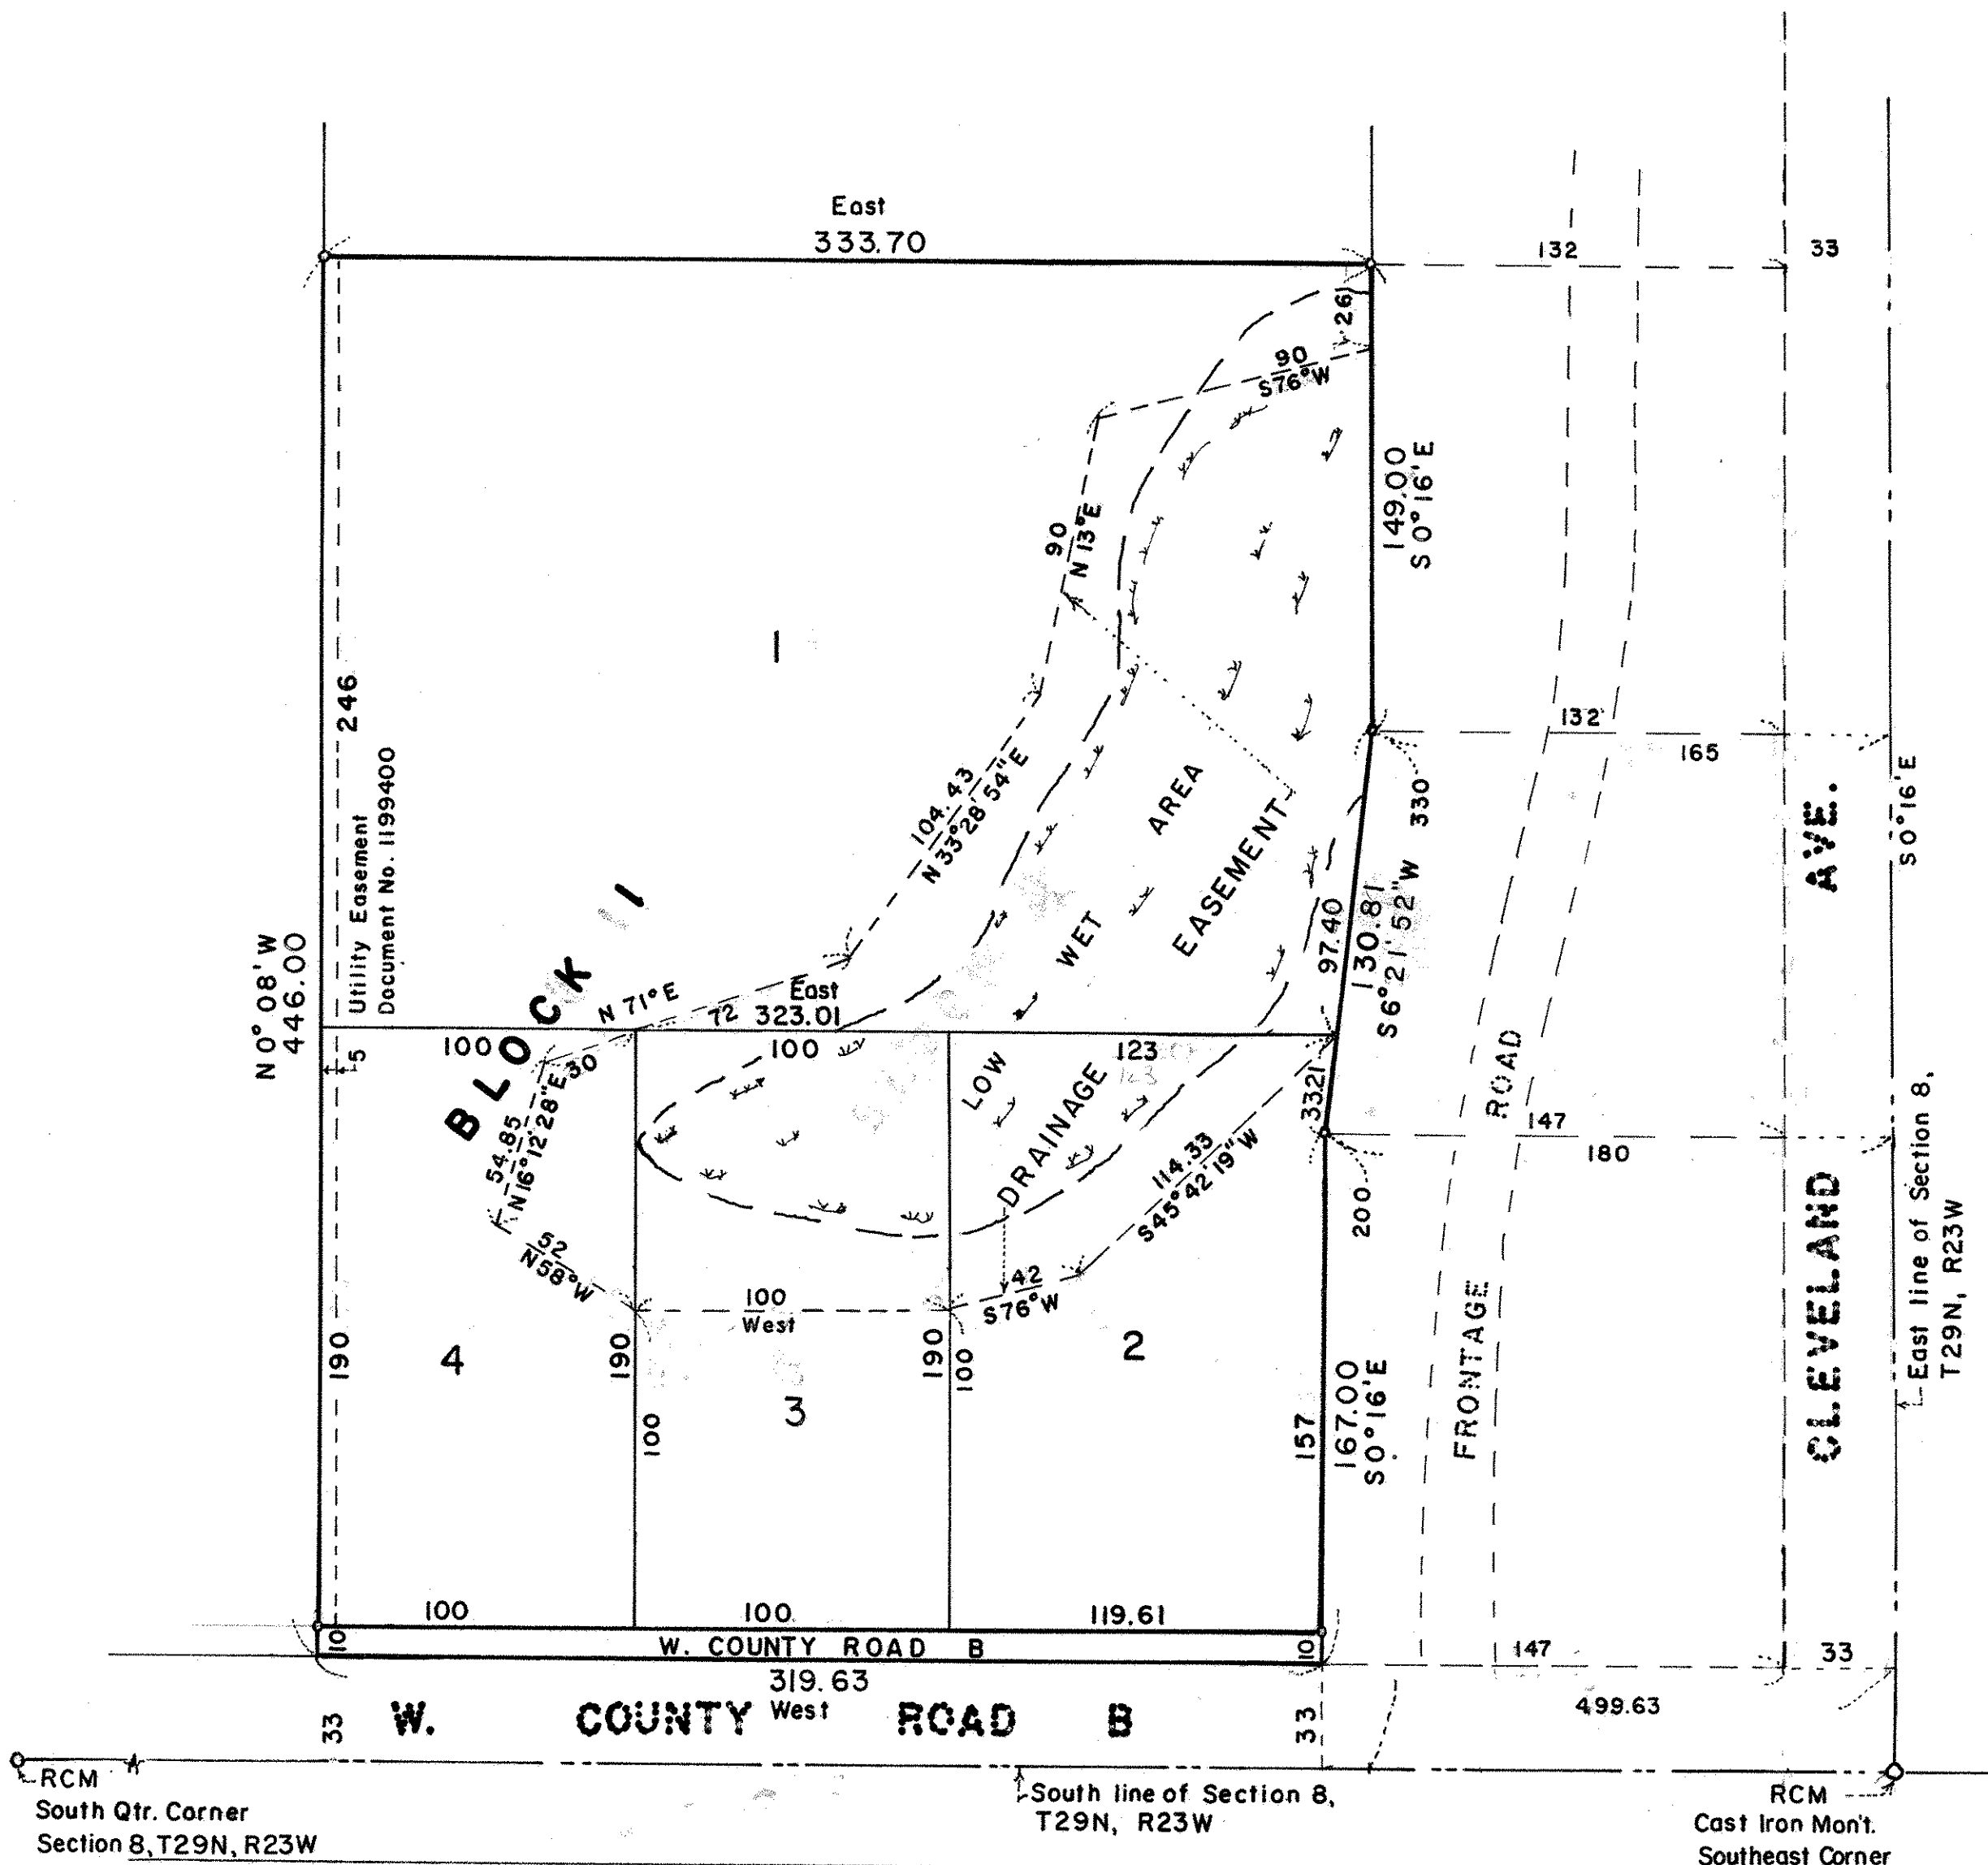 East
333.70
132
33
26
90
S76°W
149.00
S0°16'E
90
N 13°E
1
246
Utility Easement
Document No. 1199400
N0°08'W
446.00
BLOCK 1
104.43
N33°28'54"E
132
165
330
S0°16'E
WET AREA
EASEMENT
97.40
130.81
S6°21'52"W
AVE.
CLEVELAND
N 71°E
72
East
323.01
5
100
100
123
30
54.85
N16°12'28"E
LOW
DRAINAGE
33.21
ROAD
147
180
200
114.33
S45°42'19"W
52
N58°W
100
West
42
S76°W
East line of Section 8,
T29N, R23W
190
4
190
3
190
100
2
100
157
167.00
S0°16'E
FRONTAGE
100
100
119.61
10
W. COUNTY ROAD B
10
147
33
319.63
West
499.63
33
W. COUNTY ROAD B
33
RCM
South Qtr. Corner
Section 8, T29N, R23W
South line of Section 8,
T29N, R23W
RCM
Cast Iron Mon't.
Southeast Corner